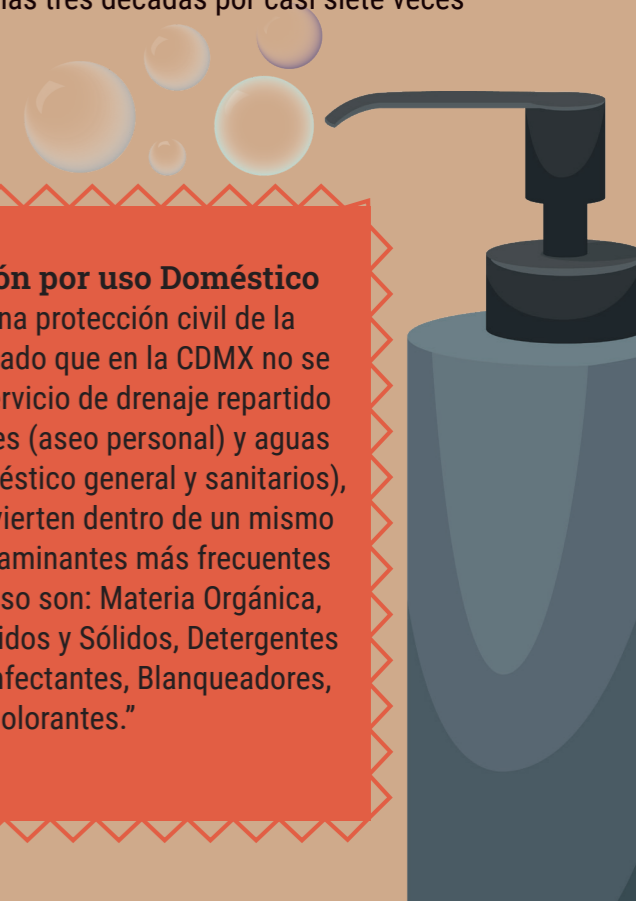 las tres décadas por casi siete veces
ón por uso Doméstico
na protección civil de la
ado que en la CDMX no se
rvicio de drenaje repartido
es (aseo personal) y aguas
éstico general y sanitarios),
vierten dentro de un mismo
aminantes más frecuentes
so son: Materia Orgánica,
idos y Sólidos, Detergentes
nfectantes, Blanqueadores,
olorantes.”